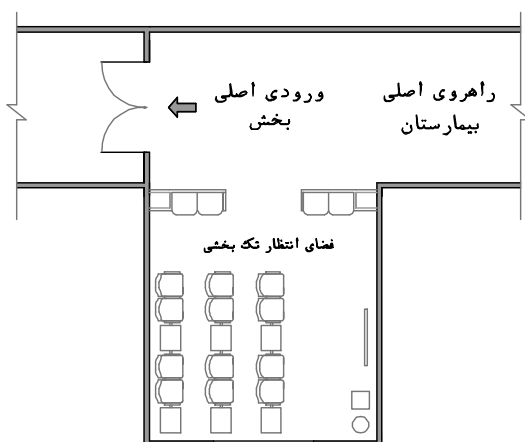 راهروی اصلی
بیمارستان
ورودی اصلی
بخش
فضای انتظار تک بخشی